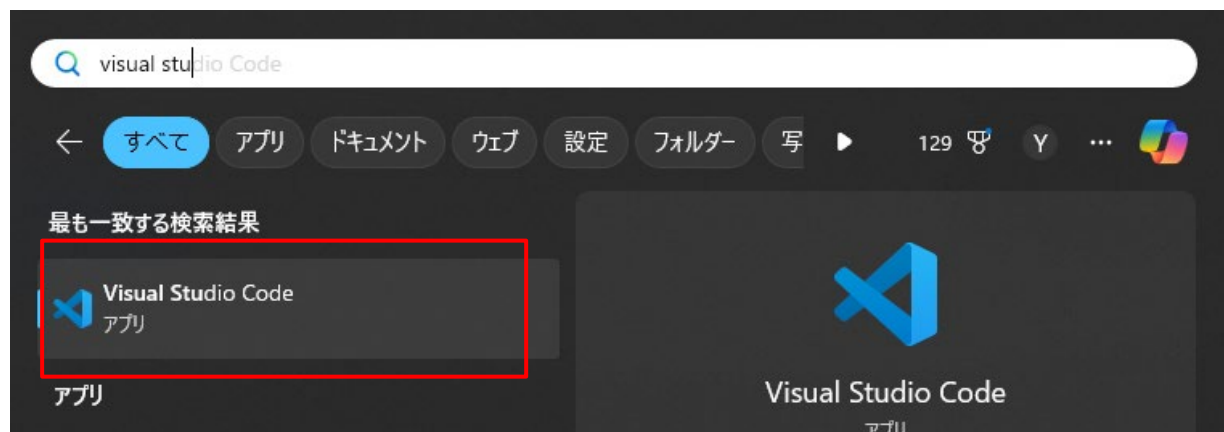 visual studio Code
すべて アプリ ドキュメント ウェブ 設定 フォルダー 写 129 Y ...
最も一致する検索結果
Visual Studio Code
アプリ
アプリ
Visual Studio Code
アプリ